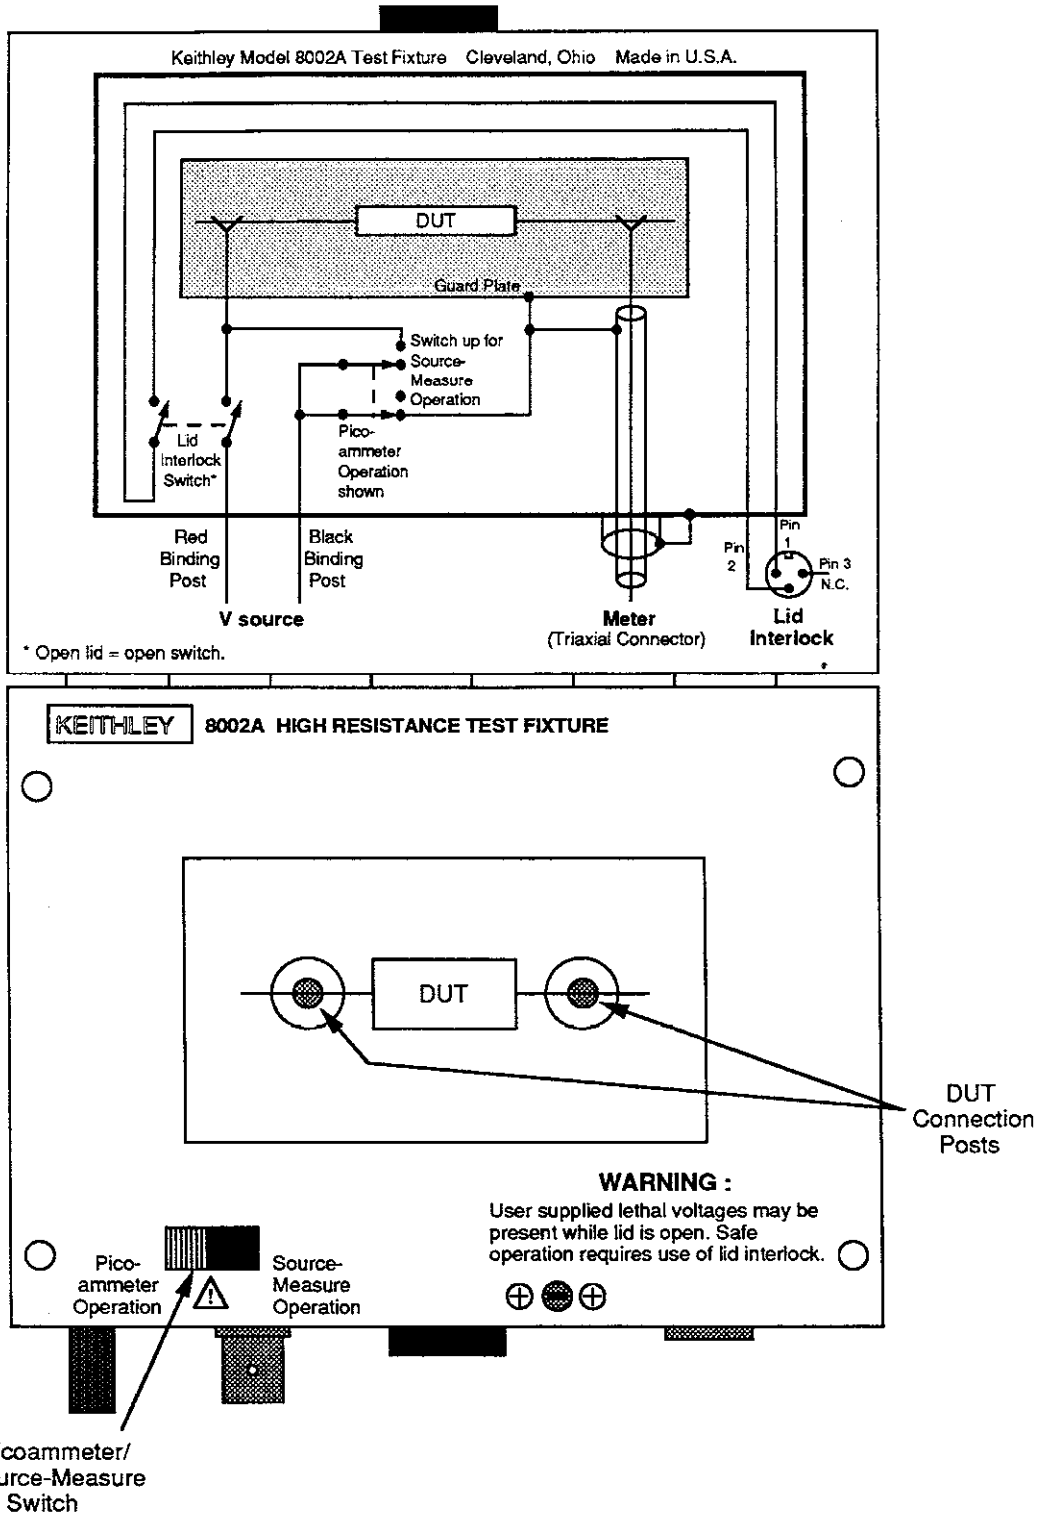 Keithley Model 8002A Test Fixture Cleveland, Ohio Made in U.S.A.
DUT
Guard Plate
Switch up for
Source-
Measure
Operation
Pico-
ammeter
Operation
shown
Lid
Interlock
Switch*
Red
Binding
Post
Black
Binding
Post
V source
Meter
(Triaxial Connector)
Pin
1
Pin
2
Pin 3
N.C.
Lid
Interlock
* Open lid = open switch.
KEITHLEY
8002A HIGH RESISTANCE TEST FIXTURE
DUT
DUT
Connection
Posts
WARNING :
User supplied lethal voltages may be
present while lid is open. Safe
operation requires use of lid interlock.
Pico-
ammeter
Operation
!
Source-
Measure
Operation
coammeter/
urce-Measure
Switch